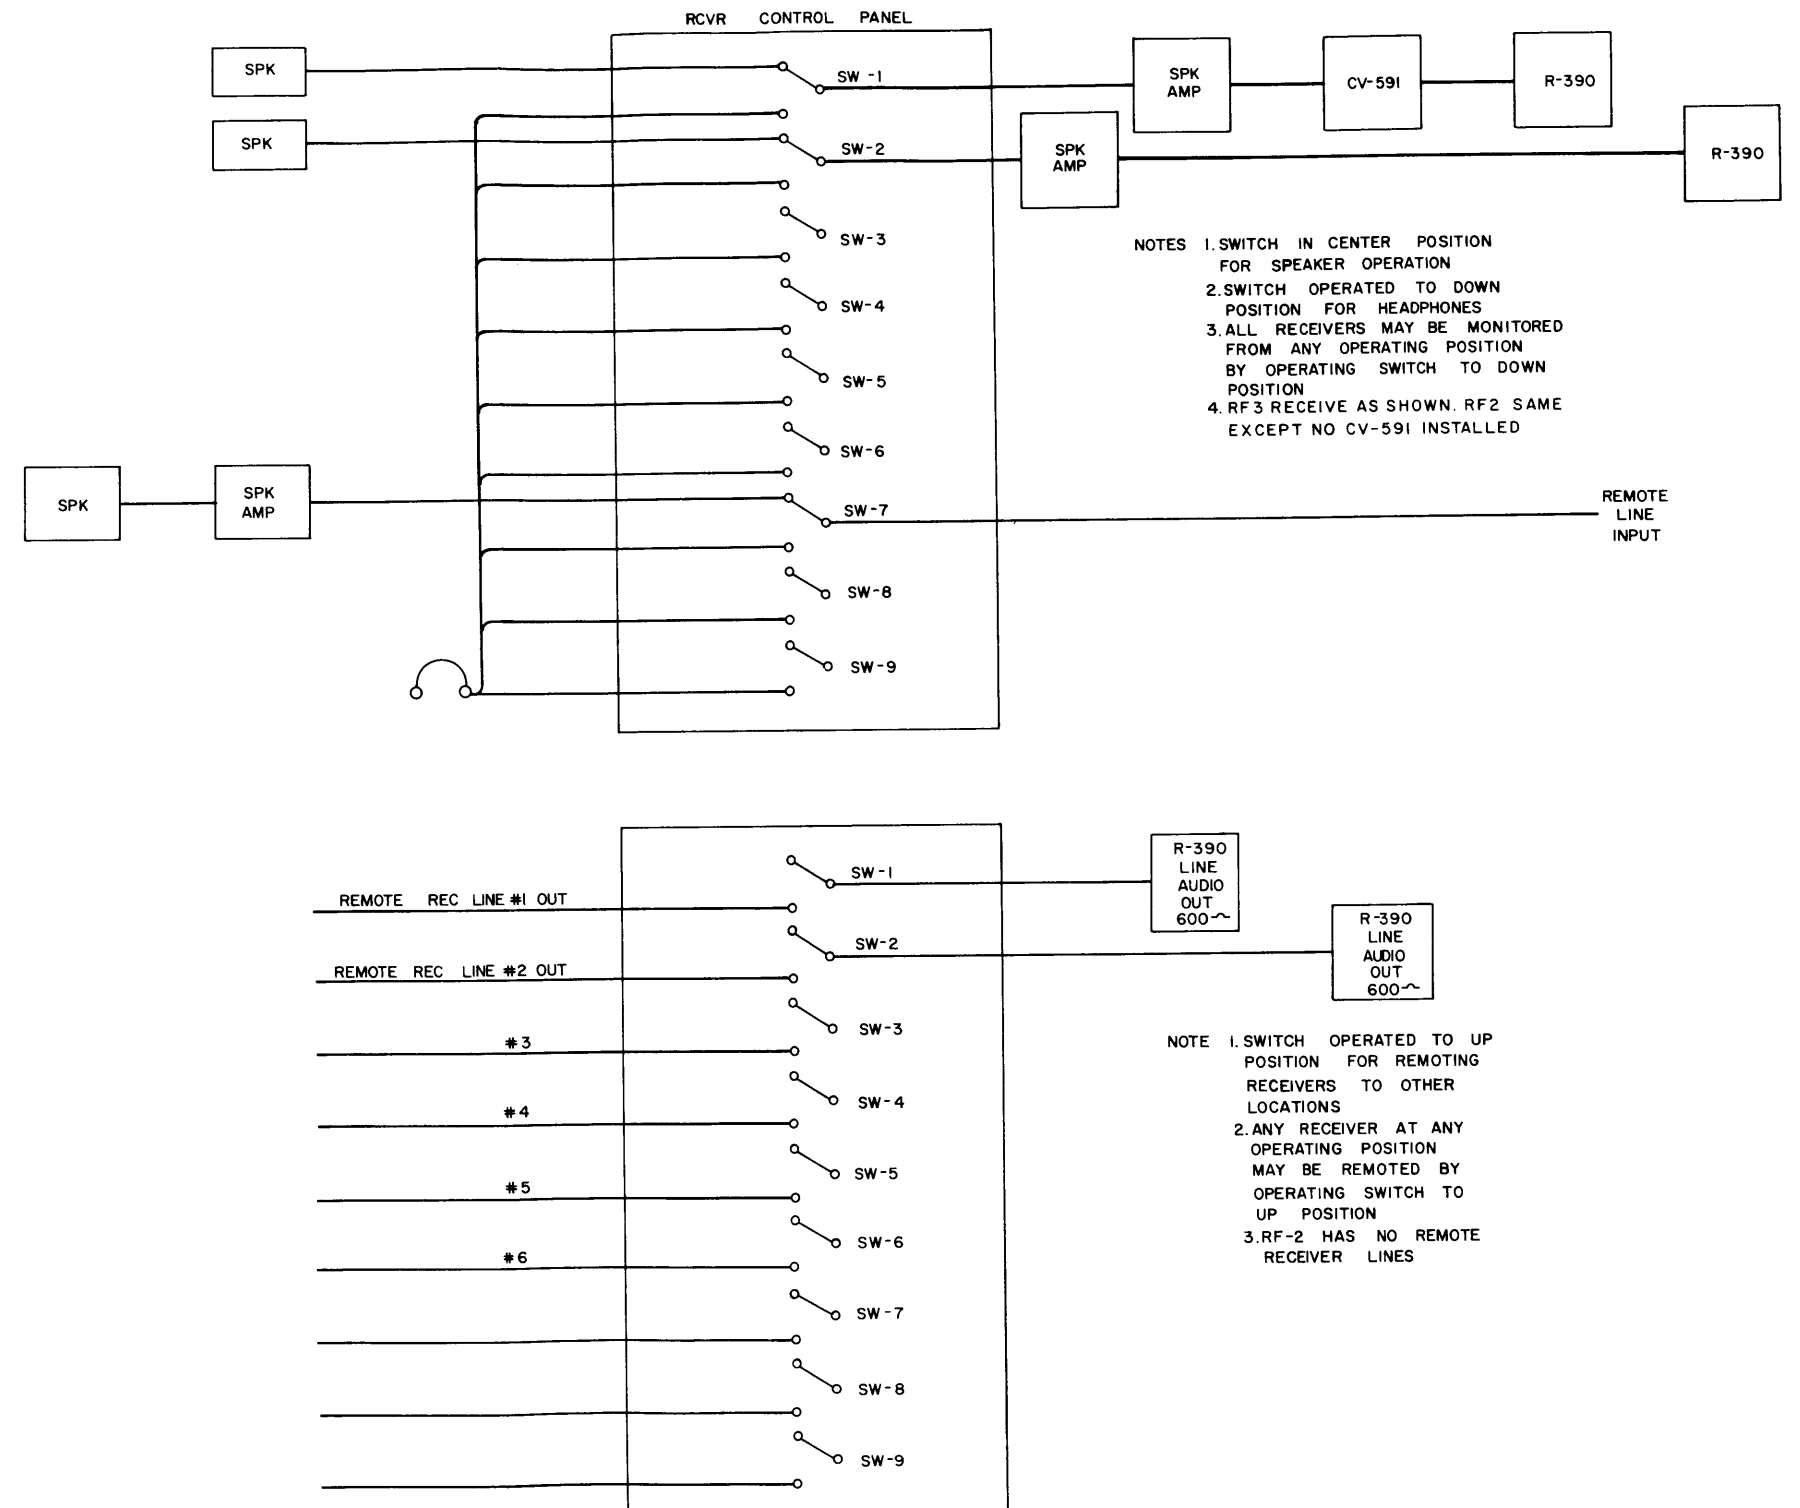 RCVR CONTROL PANEL
SPK
SW-1
SPK
AMP
CV-591
R-390
SPK
SW-2
SPK
AMP
R-390
SW-3
SW-4
SW-5
SW-6
NOTES 1. SWITCH IN CENTER POSITION
FOR SPEAKER OPERATION
2. SWITCH OPERATED TO DOWN
POSITION FOR HEADPHONES
3. ALL RECEIVERS MAY BE MONITORED
FROM ANY OPERATING POSITION
BY OPERATING SWITCH TO DOWN
POSITION
4. RF3 RECEIVE AS SHOWN. RF2 SAME
EXCEPT NO CV-591 INSTALLED
SPK
SPK
AMP
SW-7
REMOTE
LINE
INPUT
SW-8
SW-9
SW-1
R-390
LINE
AUDIO
OUT
600~
REMOTE REC LINE #1 OUT
SW-2
R-390
LINE
AUDIO
OUT
600~
REMOTE REC LINE #2 OUT
SW-3
#3
SW-4
#4
SW-5
#5
SW-6
#6
SW-7
SW-8
SW-9
NOTE 1. SWITCH OPERATED TO UP
POSITION FOR REMOTING
RECEIVERS TO OTHER
LOCATIONS
2. ANY RECEIVER AT ANY
OPERATING POSITION
MAY BE REMOTED BY
OPERATING SWITCH TO
UP POSITION
3. RF-2 HAS NO REMOTE
RECEIVER LINES